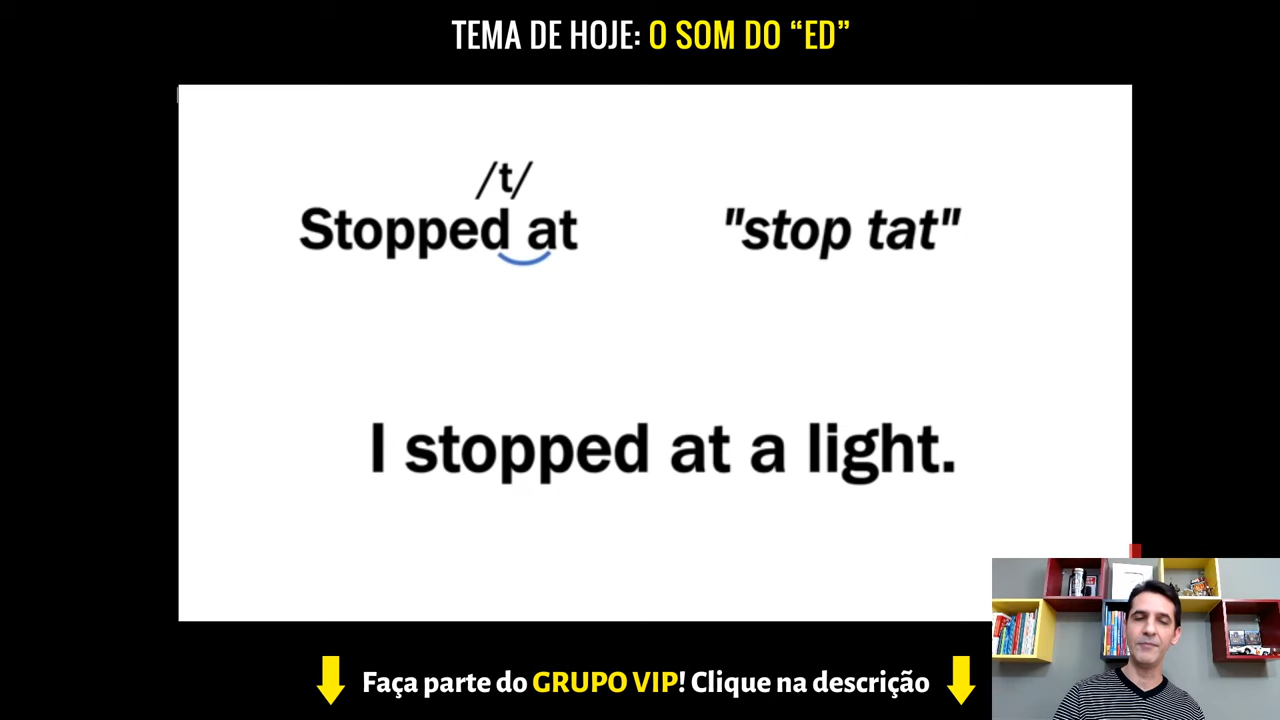 TEMA DE HOJE: O SOM DO “ED”
/t/
Stopped at
"stop tat"
I stopped at a light.
Faça parte do GRUPO VIP! Clique na descrição